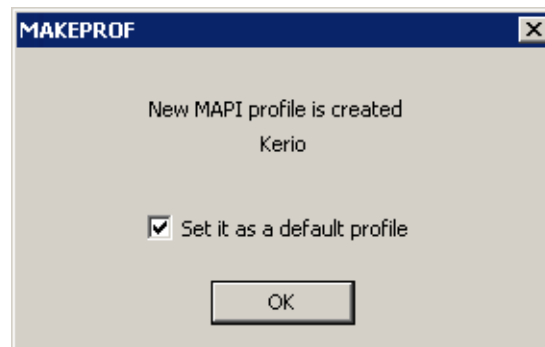 MAKEPROF
New MAPI profile is created
Kerio
Set it as a default profile
OK